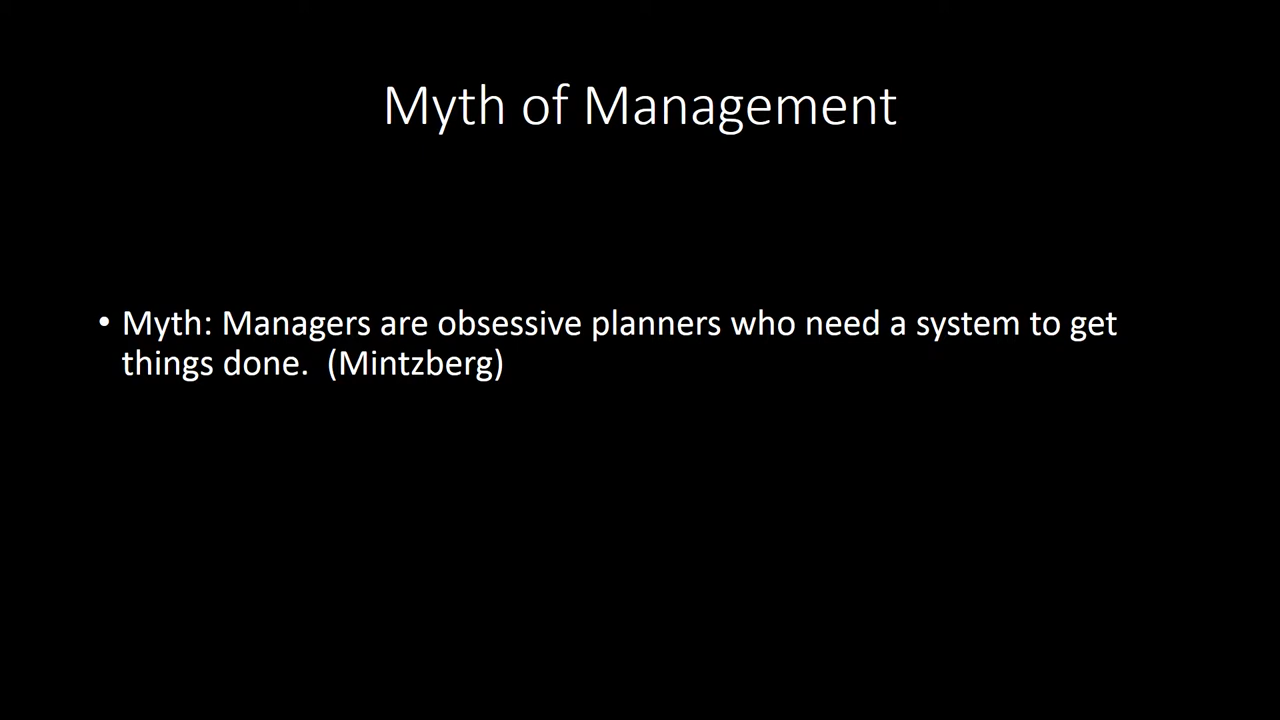 Myth of Management
• Myth: Managers are obsessive planners who need a system to get
things done.  (Mintzberg)